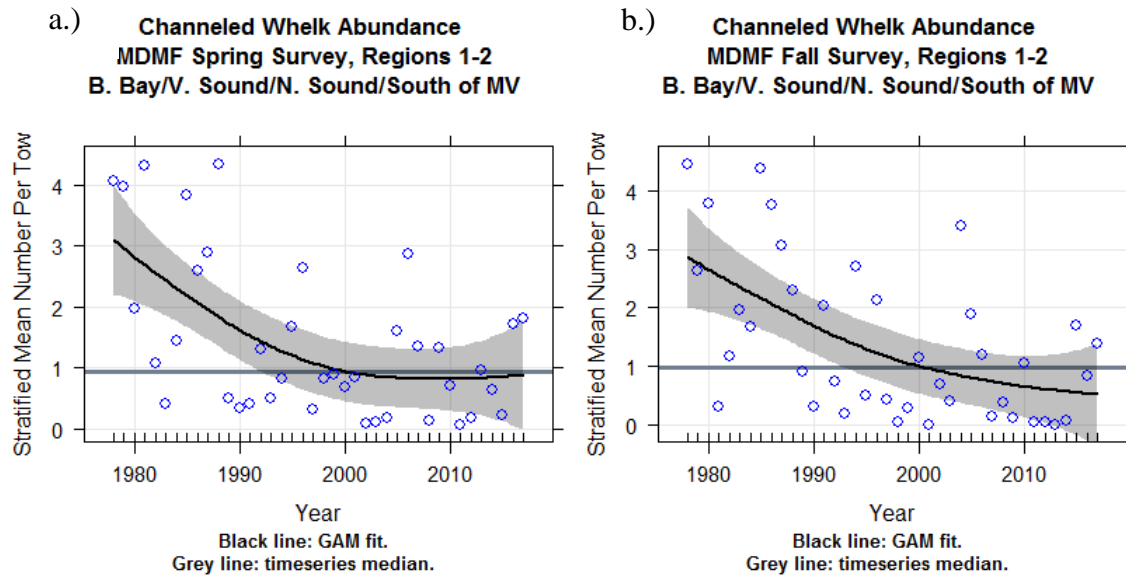 a.)
Channeled Whelk Abundance
MDMF Spring Survey, Regions 1-2
B. Bay/V. Sound/N. Sound/South of MV
Stratified Mean Number Per Tow
4
3
2
1
0
1980 1990 2000 2010
Year
Black line: GAM fit.
Grey line: timeseries median.
b.)
Channeled Whelk Abundance
MDMF Fall Survey, Regions 1-2
B. Bay/V. Sound/N. Sound/South of MV
Stratified Mean Number Per Tow
4
3
2
1
0
1980 1990 2000 2010
Year
Black line: GAM fit.
Grey line: timeseries median.